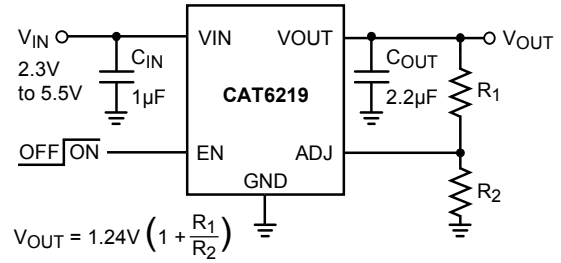 VIN
2.3V
to 5.5V
CIN
1µF
OFF ON
VIN
VOUT
CAT6219
EN
ADJ
GND
COUT
2.2µF
VOUT
R1
R2
VOUT = 1.24V (1 + R1/R2)